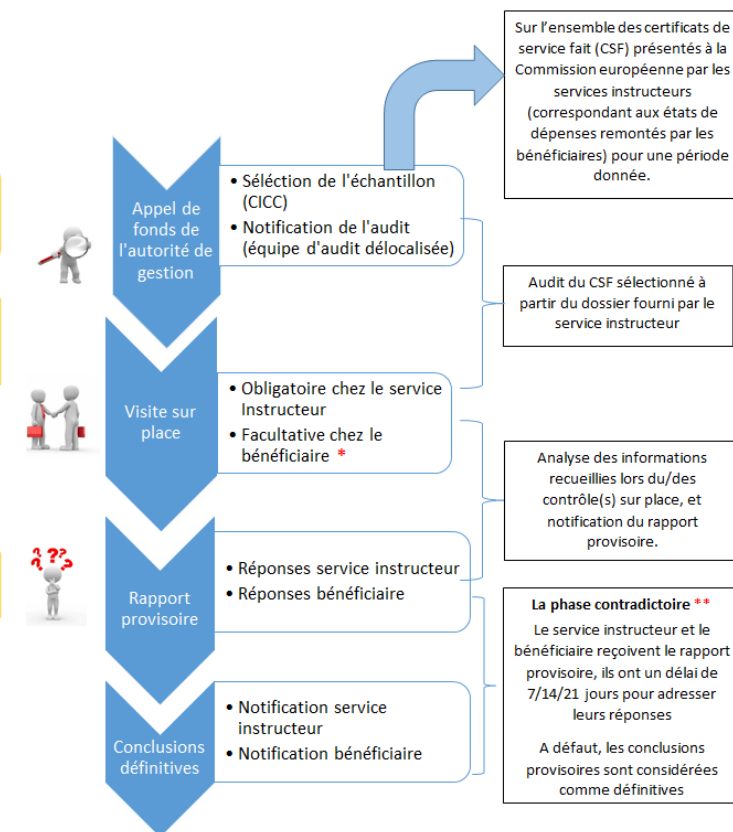 Sur l'ensemble des certificats de
service fait (CSF) présentés à la
Commission européenne par les
services instructeurs
(correspondant aux états de
dépenses remontés par les
bénéficiaires) pour une période
donnée.
Appel de
fonds de
l'autorité de
gestion
• Séléction de l'échantillon
(CICC)
• Notification de l'audit
(équipe d'audit délocalisée)
Audit du CSF sélectionné à
partir du dossier fourni par le
service instructeur
Visite sur
place
• Obligatoire chez le service
Instructeur
• Facultative chez le
bénéficiaire *
Analyse des informations
recueillies lors du/des
contrôle(s) sur place, et
notification du rapport
provisoire.
???
Rapport
provisoire
• Réponses service instructeur
• Réponses bénéficiaire
La phase contradictoire **
Le service instructeur et le
bénéficiaire reçoivent le rapport
provisoire, ils ont un délai de
7/14/21 jours pour adresser
leurs réponses
A défaut, les conclusions
provisoires sont considérées
comme définitives
Conclusions
définitives
• Notification service
instructeur
• Notification bénéficiaire